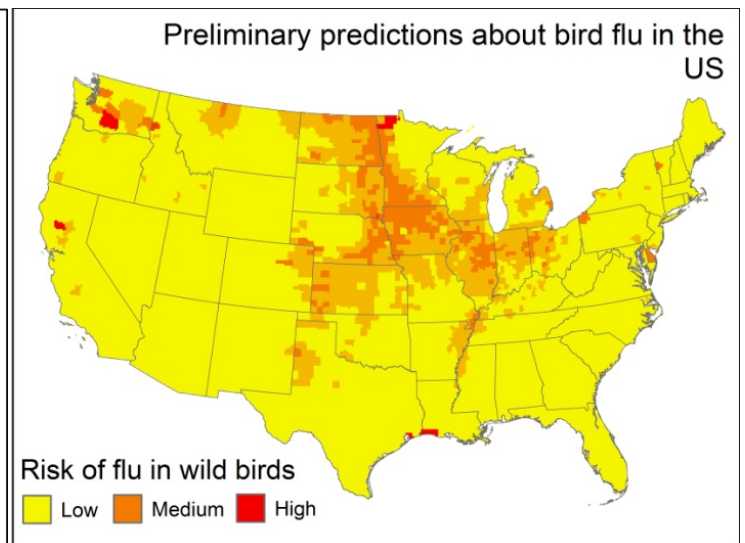 Preliminary predictions about bird flu in the
US
Risk of flu in wild birds
Low Medium High